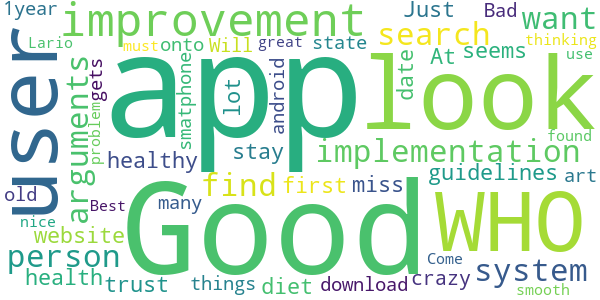 1year improvement Just Bad want
user Lario must onto Will great state search At seems thinking
app look
arguments problem gets smatphone lot android date use
healthy stay implementation found
Good WHO
find first miss guidelines art
old Best many
nice website
person Come system
health trust things diet download crazy smooth